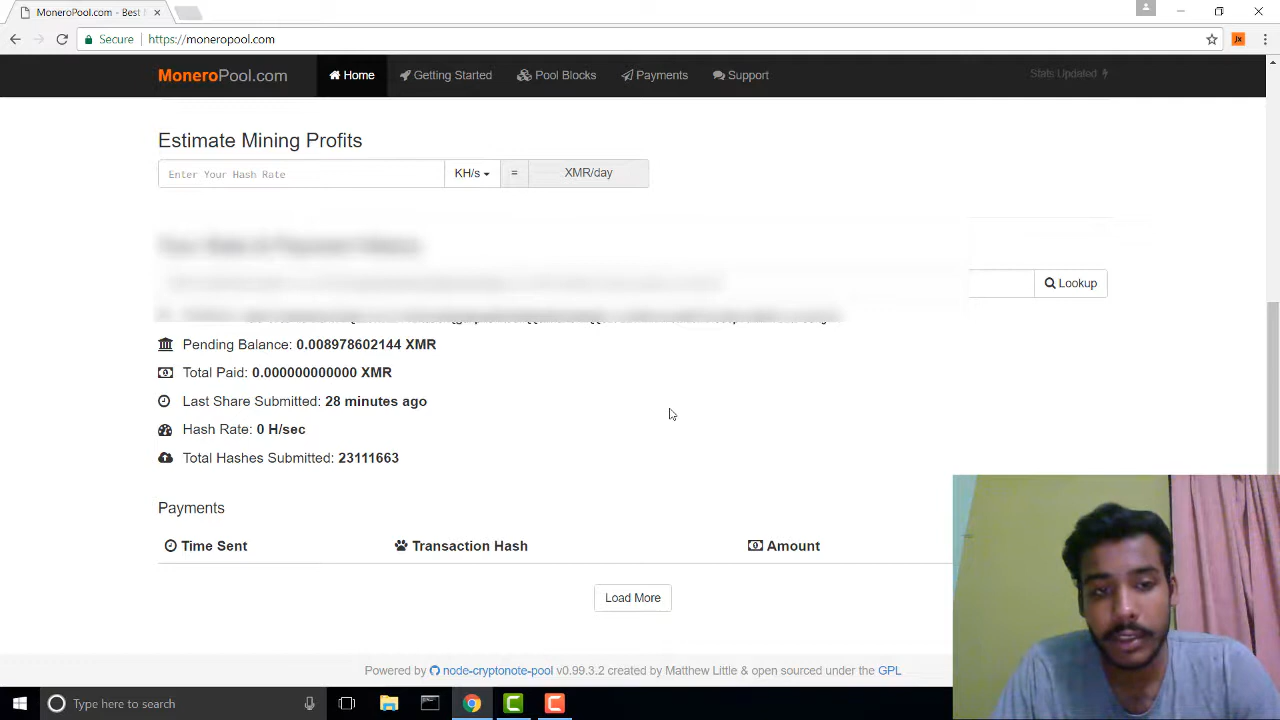 MoneroPool.com - Best
Secure https://moneropool.com
MoneroPool.com Home Getting Started Pool Blocks Payments Support Stats Updated
Estimate Mining Profits
Enter Your Hash Rate KH/s = XMR/day
Lookup
Pending Balance: 0.008978602144 XMR
Total Paid: 0.000000000000 XMR
Last Share Submitted: 28 minutes ago
Hash Rate: 0 H/sec
Total Hashes Submitted: 23111663
Payments
Time Sent Transaction Hash Amount
Load More
Powered by node-cryptonote-pool v0.99.3.2 created by Matthew Little & open sourced under the GPL
Type here to search